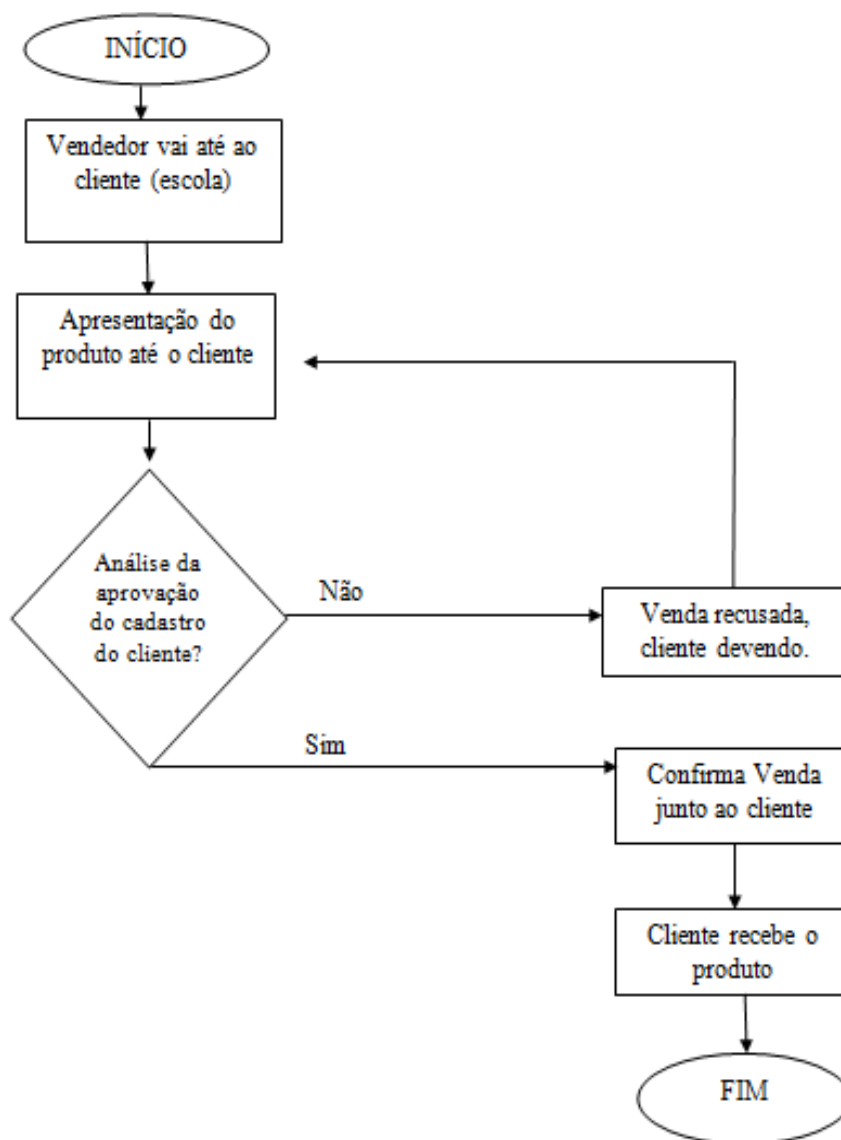 INÍCIO
Vendedor vai até ao
cliente (escola)
Apresentação do
produto até o cliente
Análise da
aprovação
do cadastro
do cliente?
Não
Venda recusada,
cliente devendo.
Sim
Confirma Venda
junto ao cliente
Cliente recebe o
produto
FIM